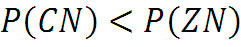 P(CN) < P(ZN)